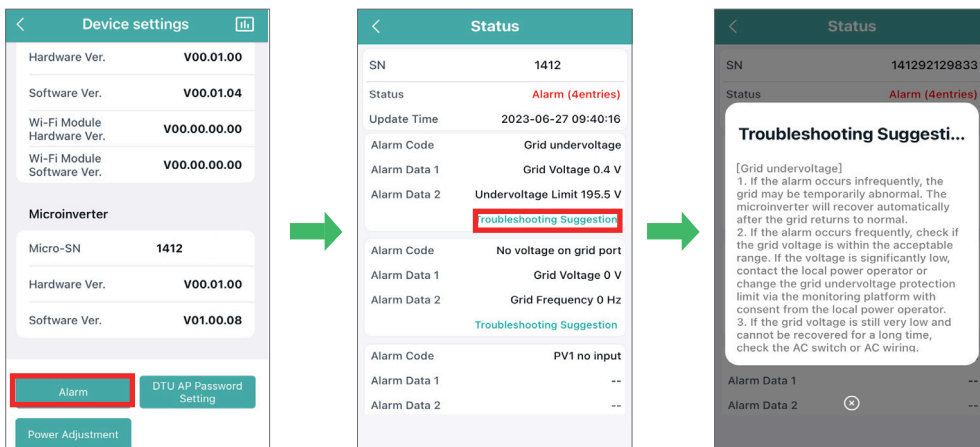 Device settings
Hardware Ver. V00.01.00
Software Ver. V00.01.04
Wi-Fi Module
Hardware Ver. V00.00.00.00
Wi-Fi Module
Software Ver. V00.00.00.00
Microinverter
Micro-SN 1412
Hardware Ver. V00.01.00
Software Ver. V01.00.08
Alarm
DTU AP Password
Setting
Power Adjustment
Status
SN 1412
Status Alarm (4entries)
Update Time 2023-06-27 09:40:16
Alarm Code Grid undervoltage
Alarm Data 1 Grid Voltage 0.4 V
Alarm Data 2 Undervoltage Limit 195.5 V
Troubleshooting Suggestion
Alarm Code No voltage on grid port
Alarm Data 1 Grid Voltage 0 V
Alarm Data 2 Grid Frequency 0 Hz
Troubleshooting Suggestion
Alarm Code PV1 no input
Alarm Data 1 --
Alarm Data 2 --
Status
SN 141292129833
Status Alarm (4entries)
Troubleshooting Suggesti...
[Grid undervoltage]
1. If the alarm occurs infrequently, the
grid may be temporarily abnormal. The
microinverter will recover automatically
after the grid returns to normal.
2. If the alarm occurs frequently, check if
the grid voltage is within the acceptable
range. If the voltage is significantly low,
contact the local power operator or
change the grid undervoltage protection
limit via the monitoring platform with
consent from the local power operator.
3. If the grid voltage is still very low and
cannot be recovered for a long time,
check the AC switch or AC wiring.
Alarm Data 1 --
Alarm Data 2 --